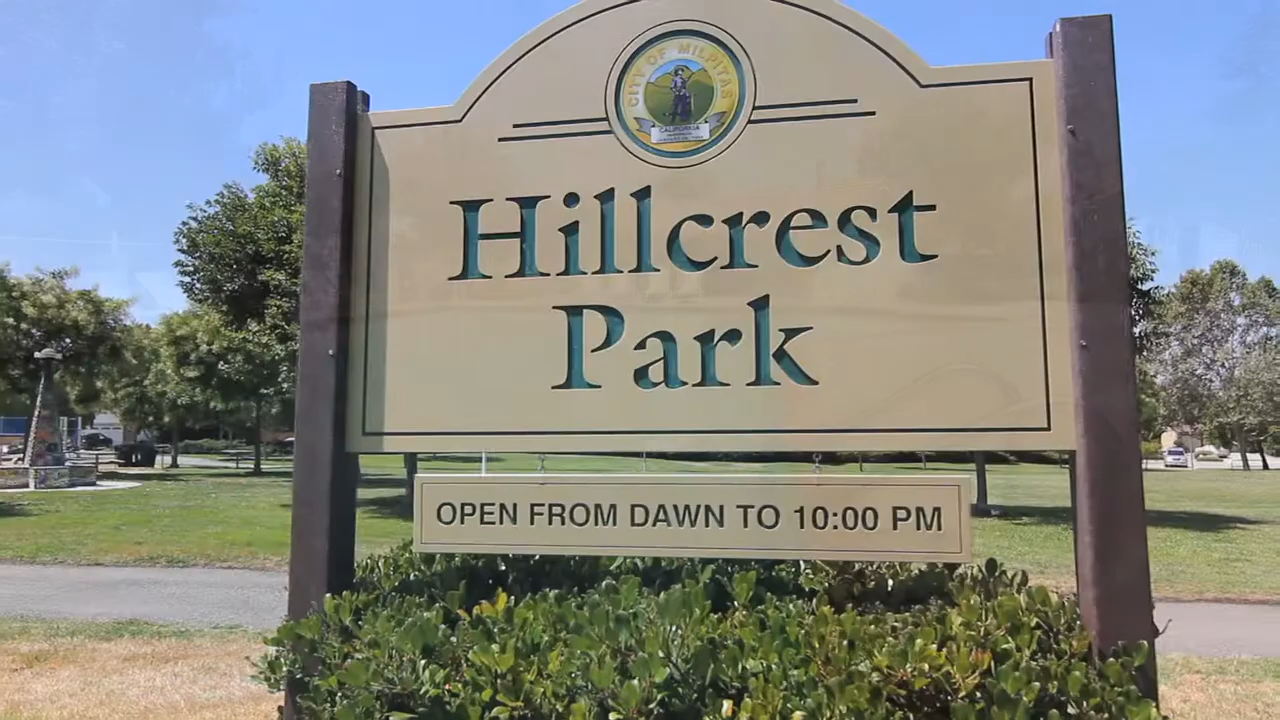 CITY OF MILPITAS
CALIFORNIA
Hillcrest
Park
OPEN FROM DAWN TO 10:00 PM